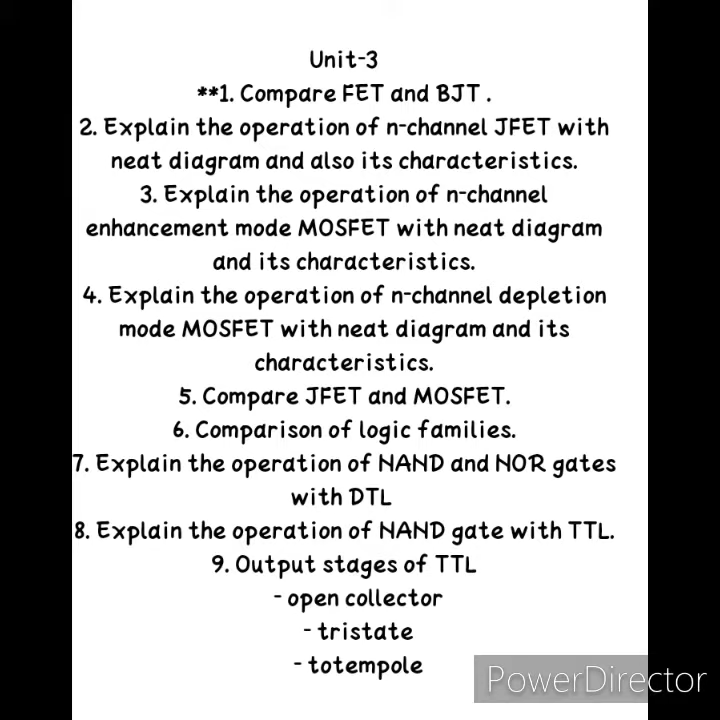 Unit-3
**1. Compare FET and BJT .
2. Explain the operation of n-channel JFET with
neat diagram and also its characteristics.
3. Explain the operation of n-channel
enhancement mode MOSFET with neat diagram
and its characteristics.
4. Explain the operation of n-channel depletion
mode MOSFET with neat diagram and its
characteristics.
5. Compare JFET and MOSFET.
6. Comparison of logic families.
7. Explain the operation of NAND and NOR gates
with DTL
8. Explain the operation of NAND gate with TTL.
9. Output stages of TTL
- open collector
- tristate
- totempole
PowerDirector